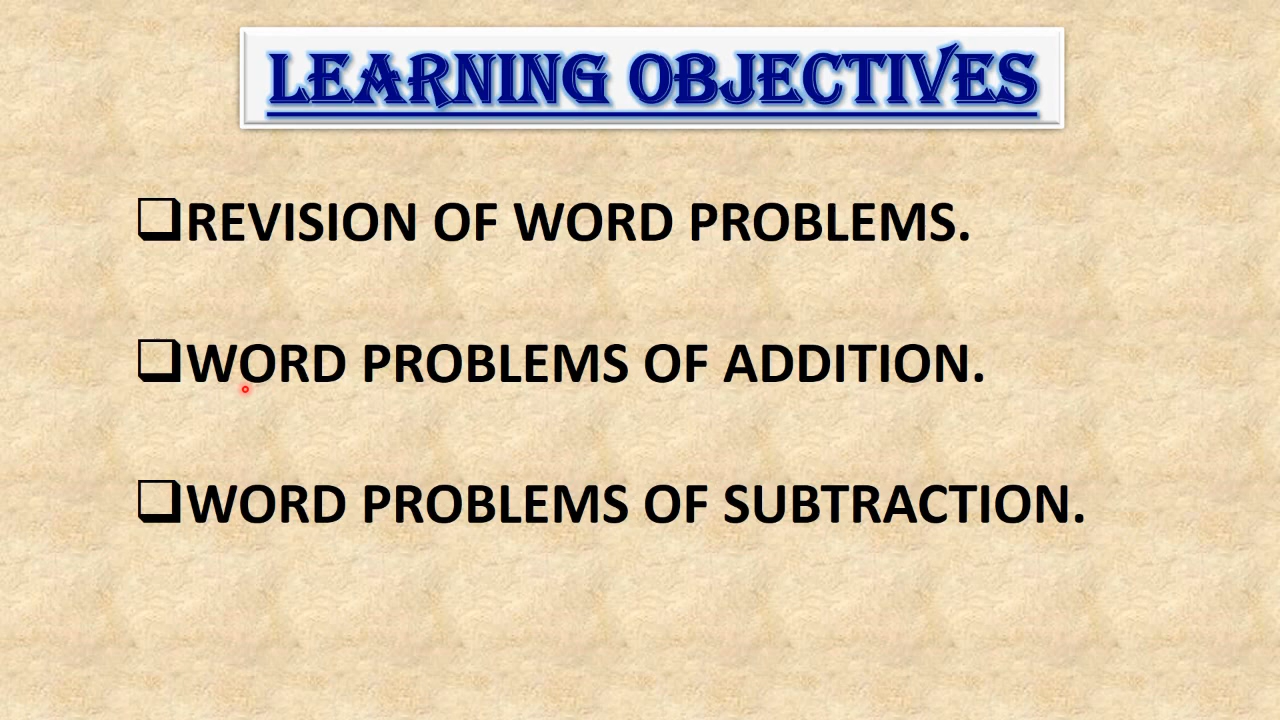 LEARNING OBJECTIVES
❑REVISION OF WORD PROBLEMS.
❑WORD PROBLEMS OF ADDITION.
❑WORD PROBLEMS OF SUBTRACTION.